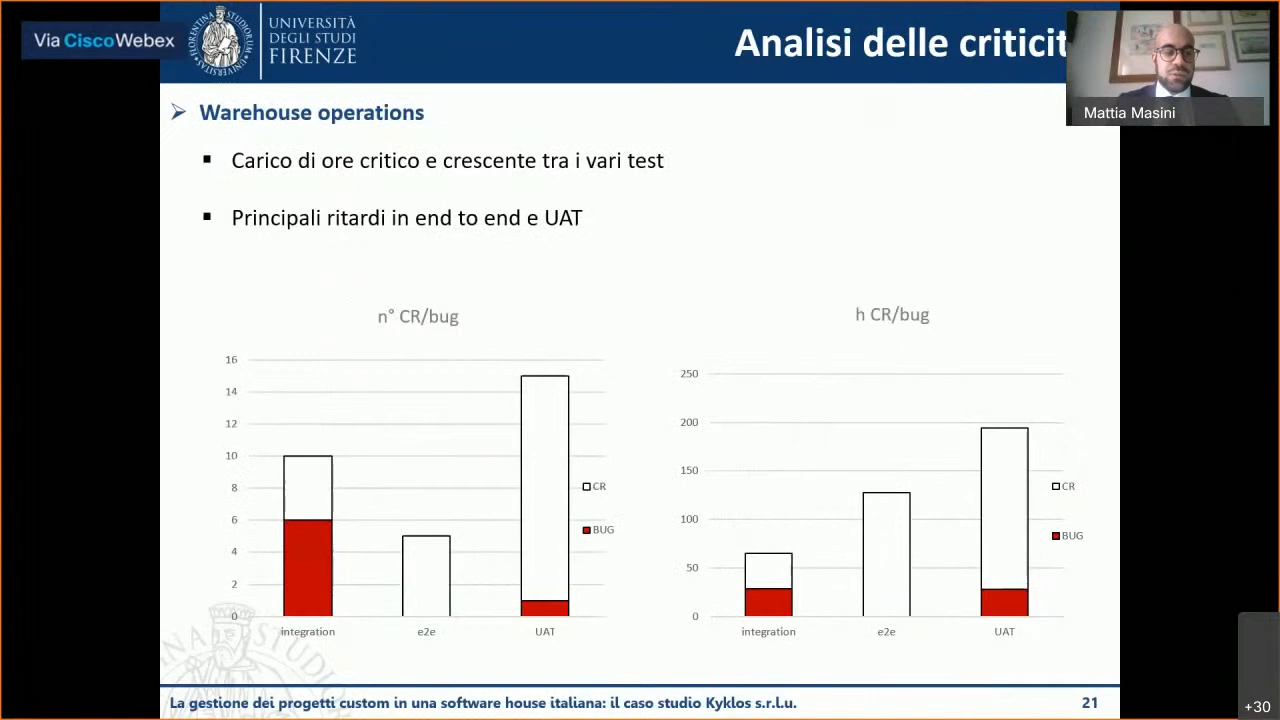 Via Cisco Webex
UNIVERSITÀ
DEGLI STUDI
FIRENZE
Analisi delle criticit
Mattia Masini
Warehouse operations
Carico di ore critico e crescente tra i vari test
Principali ritardi in end to end e UAT
n° CR/bug
16
14
12
10
8
6
4
2
0
integration
e2e
UAT
CR
BUG
h CR/bug
250
200
150
100
50
0
integration
e2e
UAT
CR
BUG
La gestione dei progetti custom in una software house italiana: il caso studio Kyklos s.r.l.u.
21
+30